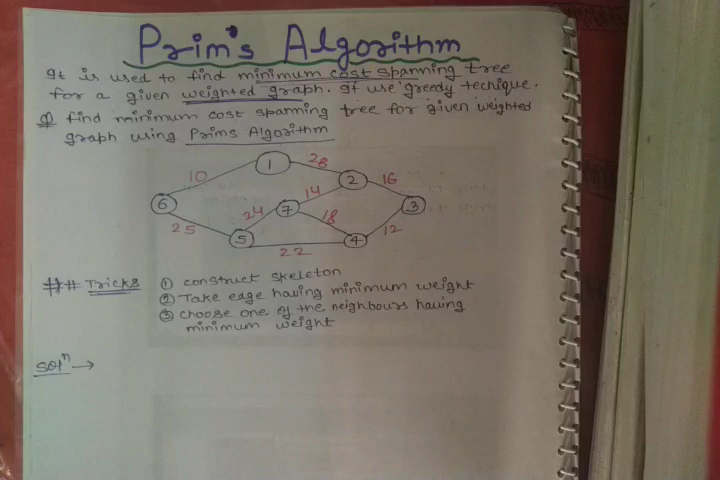 Prim's Algorithm
It is used to find minimum cost spanning tree
for a given weighted graph. It use greedy technique.
Q find minimum cost spanning tree for given weighted
graph using Prims Algorithm
1
28
10
2
16
14
6
7
3
24
18
25
12
5
4
22
### Tricks ① construct skeleton
② Take edge having minimum weight
③ choose one of the neighbours having
minimum weight
Solⁿ →